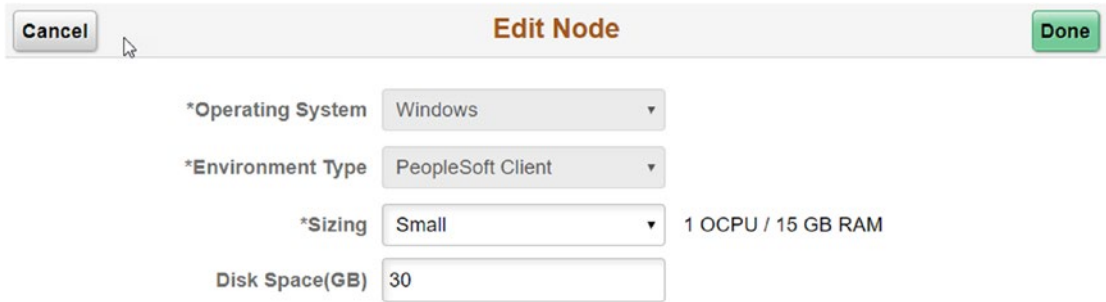 Cancel Edit Node Done
*Operating System Windows
*Environment Type PeopleSoft Client
*Sizing Small 1 OCPU / 15 GB RAM
Disk Space(GB) 30